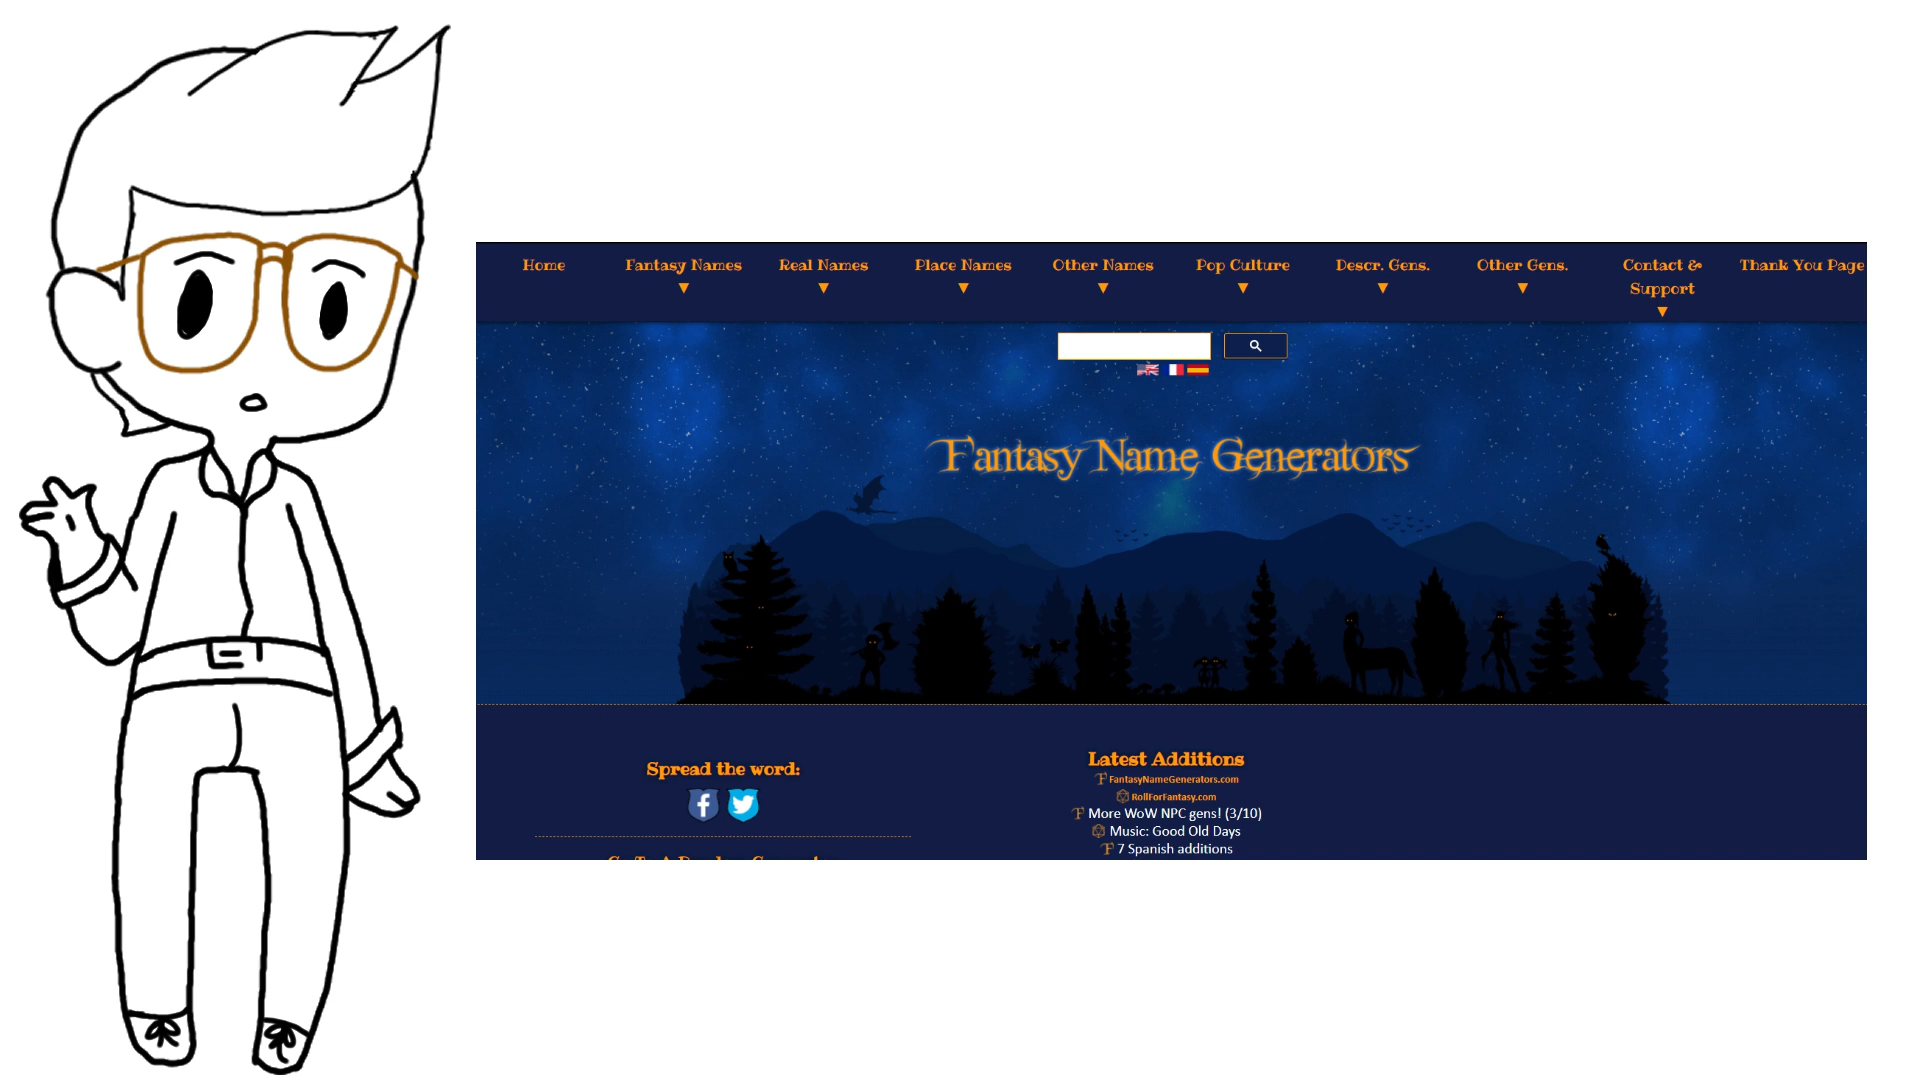 Home
Fantasy Names
Real Names
Place Names
Other Names
Pop Culture
Descr. Gens.
Other Gens.
Contact &
Support
Thank You Page
Fantasy Name Generators
Spread the word:
Latest Additions
FantasyNameGenerators.com
RollForFantasy.com
More WoW NPC gens! (3/10)
Music: Good Old Days
7 Spanish additions